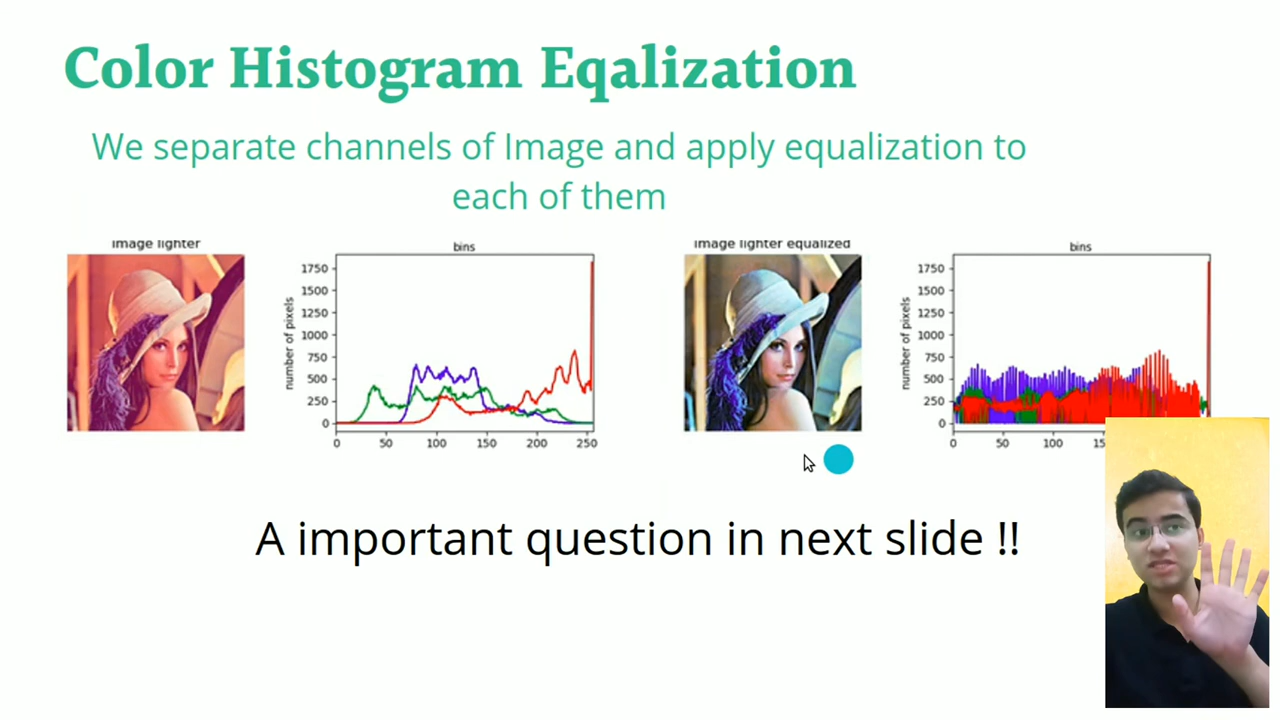 Color Histogram Eqalization
We separate channels of Image and apply equalization to
each of them
image lighter
bins
image lighter equalized
bins
number of pixels
1750
1500
1250
1000
750
500
250
0
0 50 100 150 200 250
number of pixels
1750
1500
1250
1000
750
500
250
0
0 50 100
A important question in next slide !!